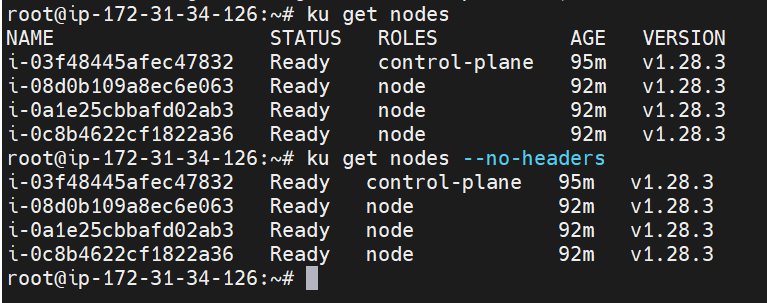 root@ip-172-31-34-126:~# ku get nodes
NAME STATUS ROLES AGE VERSION
i-03f48445afec47832 Ready control-plane 95m v1.28.3
i-08d0b109a8ec6e063 Ready node 92m v1.28.3
i-0a1e25cbbafd02ab3 Ready node 92m v1.28.3
i-0c8b4622cf1822a36 Ready node 92m v1.28.3
root@ip-172-31-34-126:~# ku get nodes --no-headers
i-03f48445afec47832 Ready control-plane 95m v1.28.3
i-08d0b109a8ec6e063 Ready node 92m v1.28.3
i-0a1e25cbbafd02ab3 Ready node 92m v1.28.3
i-0c8b4622cf1822a36 Ready node 92m v1.28.3
root@ip-172-31-34-126:~#